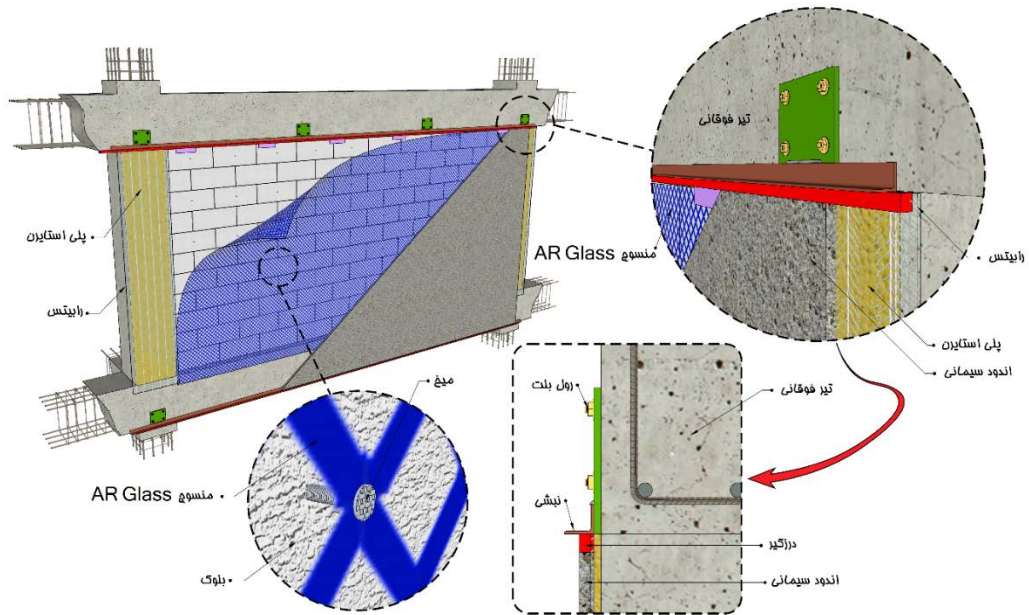 پلی استایرن
رابیتس
تیر فوقانی
منسوج AR Glass
رابیتس
پلی استایرن
اندود سیمانی
میخ
منسوج AR Glass
بلوک
رول بلت
تیر فوقانی
نبشی
درزگیر
اندود سیمانی